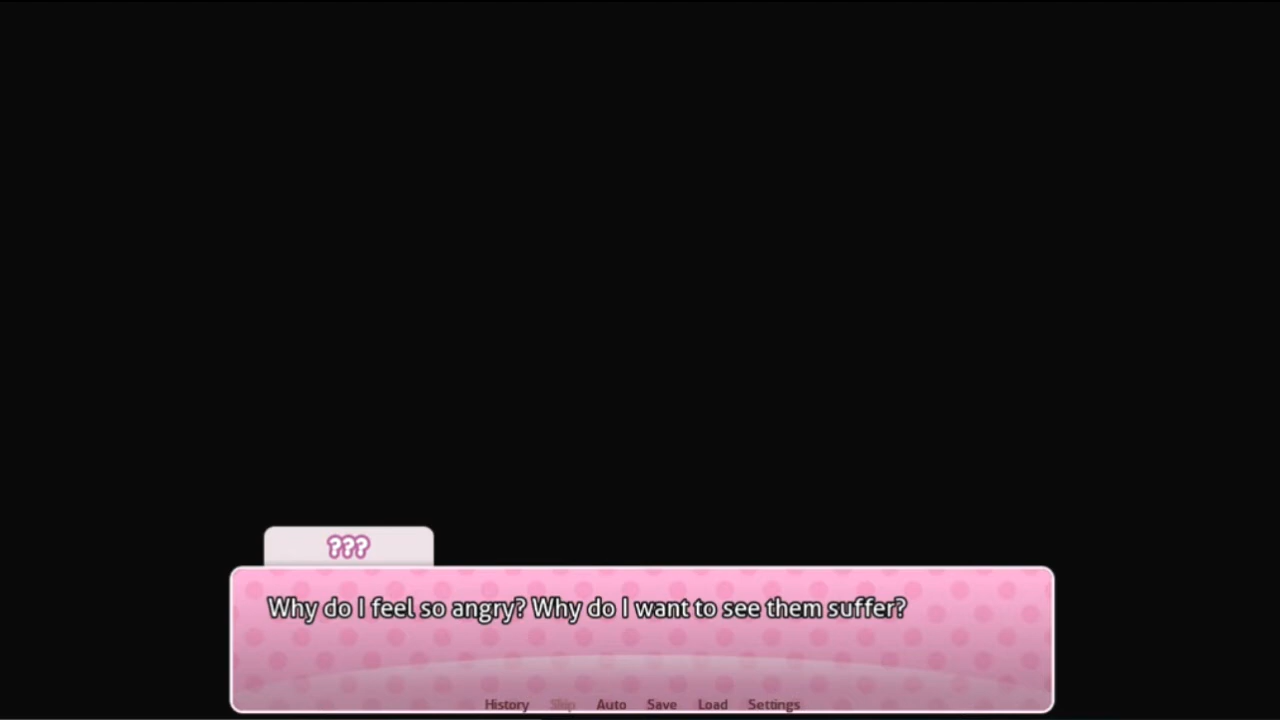 ???
Why do I feel so angry? Why do I want to see them suffer?
History Skip Auto Save Load Settings